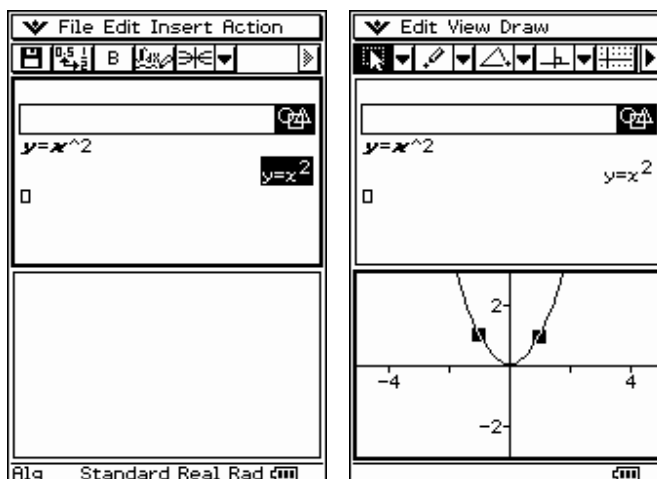 File Edit Insert Action
B
y=x^2
y=x²
Alg Standard Real Rad
Edit View Draw
y=x^2
y=x²
2
-4 4
-2